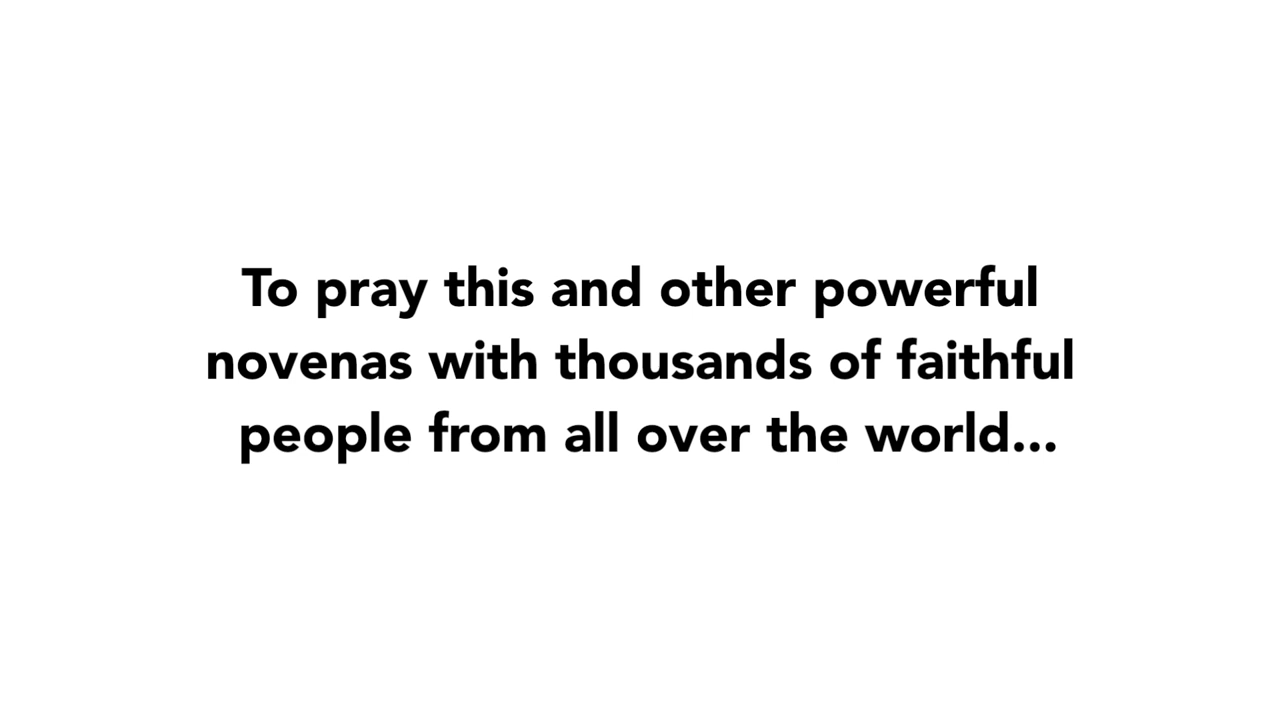 To pray this and other powerful
novenas with thousands of faithful
people from all over the world...